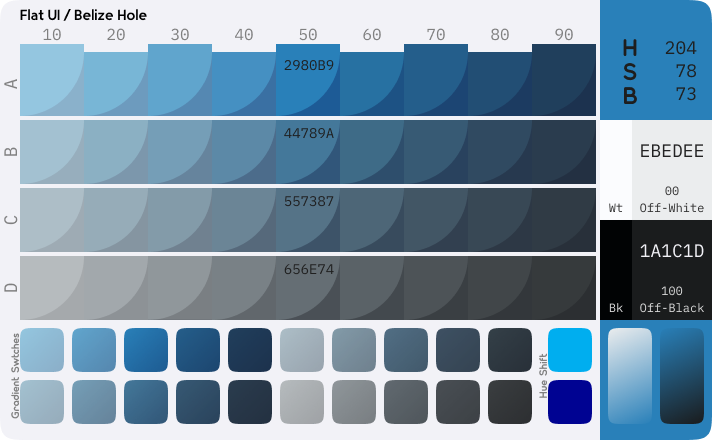 Flat UI / Belize Hole
10 20 30 40 50 60 70 80 90
A 2980B9
B 44789A
C 557387
D 656E74
H 204
S 78
B 73
EBEDEE
00
Wt Off-White
1A1C1D
100
Bk Off-Black
Gradient Swtches
Hue Shift